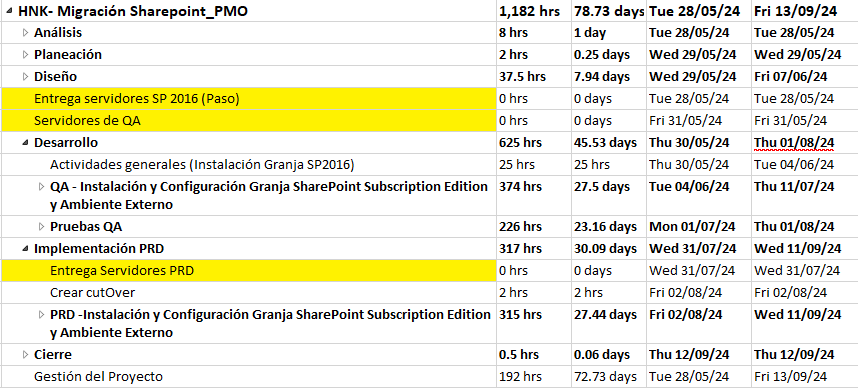 HNK- Migración Sharepoint_PMO 1,182 hrs 78.73 days Tue 28/05/24 Fri 13/09/24
Análisis 8 hrs 1 day Tue 28/05/24 Tue 28/05/24
Planeación 2 hrs 0.25 days Wed 29/05/24 Wed 29/05/24
Diseño 37.5 hrs 7.94 days Wed 29/05/24 Fri 07/06/24
Entrega servidores SP 2016 (Paso) 0 hrs 0 days Tue 28/05/24 Tue 28/05/24
Servidores de QA 0 hrs 0 days Fri 31/05/24 Fri 31/05/24
Desarrollo 625 hrs 45.53 days Thu 30/05/24 Thu 01/08/24
Actividades generales (Instalación Granja SP2016) 25 hrs 25 hrs Thu 30/05/24 Tue 04/06/24
QA - Instalación y Configuración Granja SharePoint Subscription Edition 374 hrs 27.5 days Tue 04/06/24 Thu 11/07/24
y Ambiente Externo
Pruebas QA 226 hrs 23.16 days Mon 01/07/24 Thu 01/08/24
Implementación PRD 317 hrs 30.09 days Wed 31/07/24 Wed 11/09/24
Entrega Servidores PRD 0 hrs 0 days Wed 31/07/24 Wed 31/07/24
Crear cutOver 2 hrs 2 hrs Fri 02/08/24 Fri 02/08/24
PRD -Instalación y Configuración Granja SharePoint Subscription Edition 315 hrs 27.44 days Fri 02/08/24 Wed 11/09/24
y Ambiente Externo
Cierre 0.5 hrs 0.06 days Thu 12/09/24 Thu 12/09/24
Gestión del Proyecto 192 hrs 72.73 days Tue 28/05/24 Fri 13/09/24